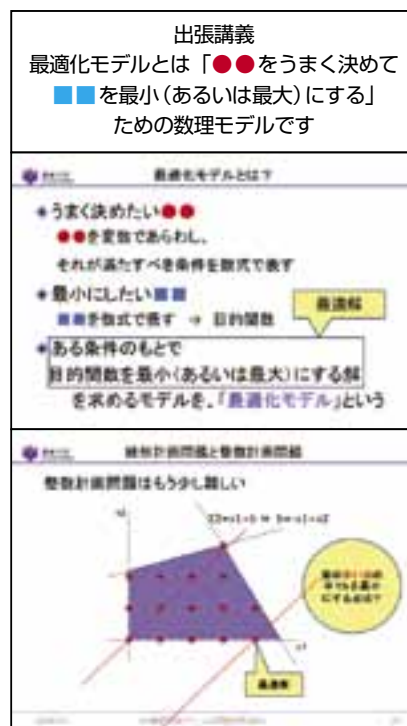 出張講義
最適化モデルとは「●●をうまく決めて
■■を最小(あるいは最大)にする」
ための数理モデルです
最適化モデルとは？
うまく決めたい●●
●●を変数であらわし、
それが満たすべき条件を数式で表す
最小にしたい■■
■■を数式で表す → 目的関数
最適解
ある条件のもとで
目的関数を最小(あるいは最大)にする解
を求めるモデルを、「最適化モデル」という
線形計画問題と整数計画問題
整数計画問題はもう少し難しい
x2
x1
最適解